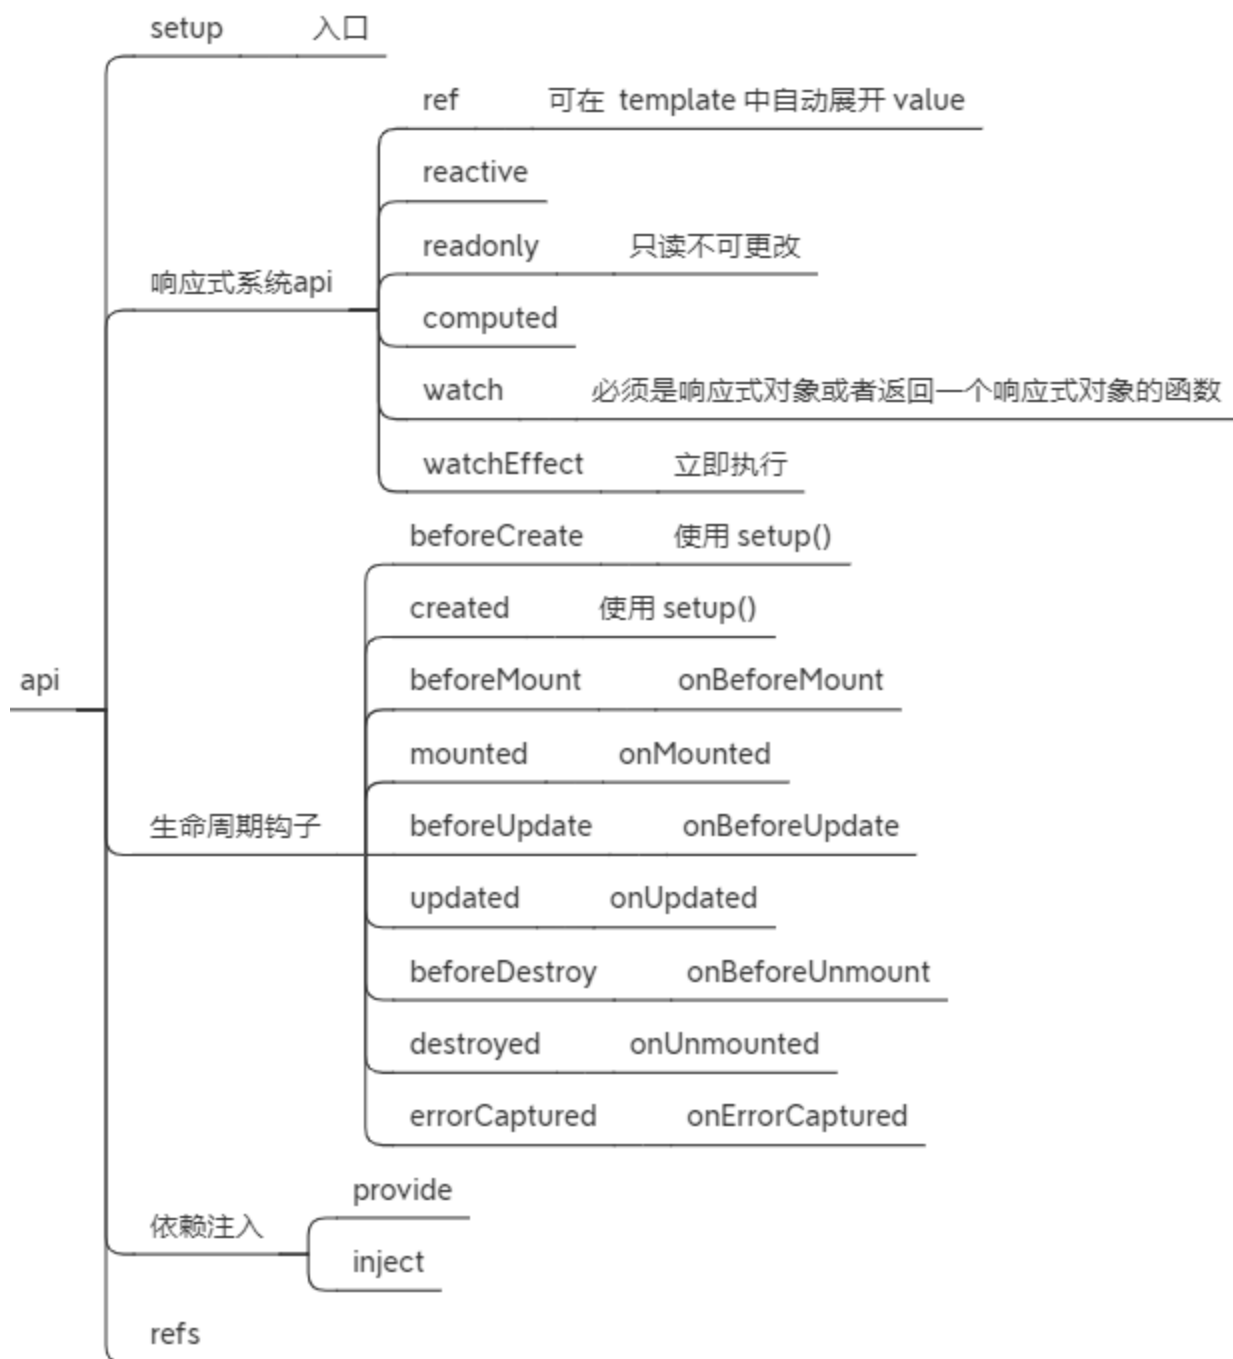 setup 入口
ref 可在 template 中自动展开 value
reactive
readonly 只读不可更改
响应式系统api
computed
watch 必须是响应式对象或者返回一个响应式对象的函数
watchEffect 立即执行
beforeCreate 使用 setup()
created 使用 setup()
api
beforeMount onBeforeMount
mounted onMounted
生命周期钩子
beforeUpdate onBeforeUpdate
updated onUpdated
beforeDestroy onBeforeUnmount
destroyed onUnmounted
errorCaptured onErrorCaptured
provide
依赖注入
inject
refs